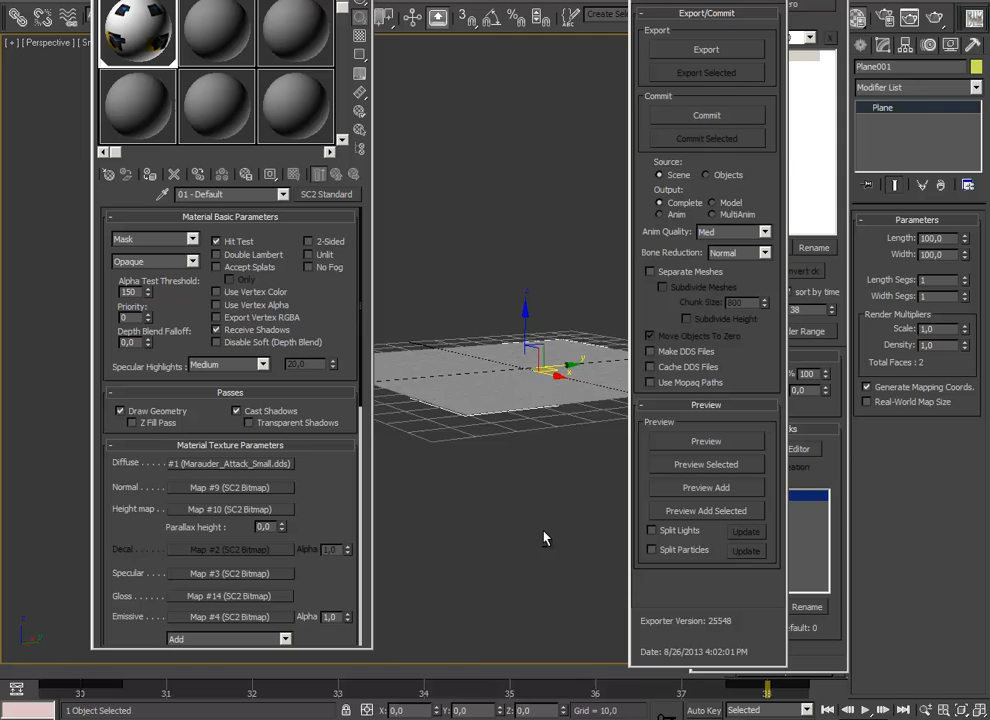 Create Se
[ + ] [ Perspective ] [ S
01 - Default
SC2 Standard
Material Basic Parameters
Mask
Hit Test
2-Sided
Double Lambert
Unlit
Opaque
Accept Splats
No Fog
Only
Alpha Test Threshold:
150
Use Vertex Color
Use Vertex Alpha
Priority:
0
Export Vertex RGBA
Depth Blend Falloff:
Receive Shadows
0,0
Disable Soft (Depth Blend)
Specular Highlights:
Medium
20,0
Passes
Draw Geometry
Cast Shadows
Z Fill Pass
Transparent Shadows
Material Texture Parameters
Diffuse . . . . .
#1 (Marauder_Attack_Small.dds)
Normal . . . . .
Map #9 (SC2 Bitmap)
Height map . .
Map #10 (SC2 Bitmap)
Parallax height :
0,0
Decal . . . . . .
Map #2 (SC2 Bitmap)
Alpha
1,0
Specular . . . .
Map #3 (SC2 Bitmap)
Gloss . . . . . .
Map #14 (SC2 Bitmap)
Emissive . . . .
Map #4 (SC2 Bitmap)
Alpha
1,0
Add
z
y
x
Export/Commit
Export
Export
Export Selected
Commit
Commit
Commit Selected
Source:
Scene
Objects
Output:
Complete
Model
Anim
MultiAnim
Anim Quality:
Med
Bone Reduction:
Normal
Separate Meshes
Subdivide Meshes
Chunk Size:
800
Subdivide Height
Move Objects To Zero
Make DDS Files
Cache DDS Files
Use Mopaq Paths
Preview
Preview
Preview
Preview Selected
Preview Add
Preview Add Selected
Split Lights
Update
Split Particles
Update
Exporter Version: 25548
Date: 8/26/2013 4:02:01 PM
Rename
sort by time
38
Range
%
100
0,0
Editor
Rename
0
Plane001
Modifier List
Plane
Parameters
Length:
100,0
Width:
100,0
Length Segs:
1
Width Segs:
1
Render Multipliers
Scale:
1,0
Density:
1,0
Total Faces : 2
Generate Mapping Coords.
Real-World Map Size
30
31
32
33
34
35
36
37
38
1 Object Selected
X:
0,0
Y:
0,0
Z:
0,0
Grid = 10,0
Auto Key
Selected